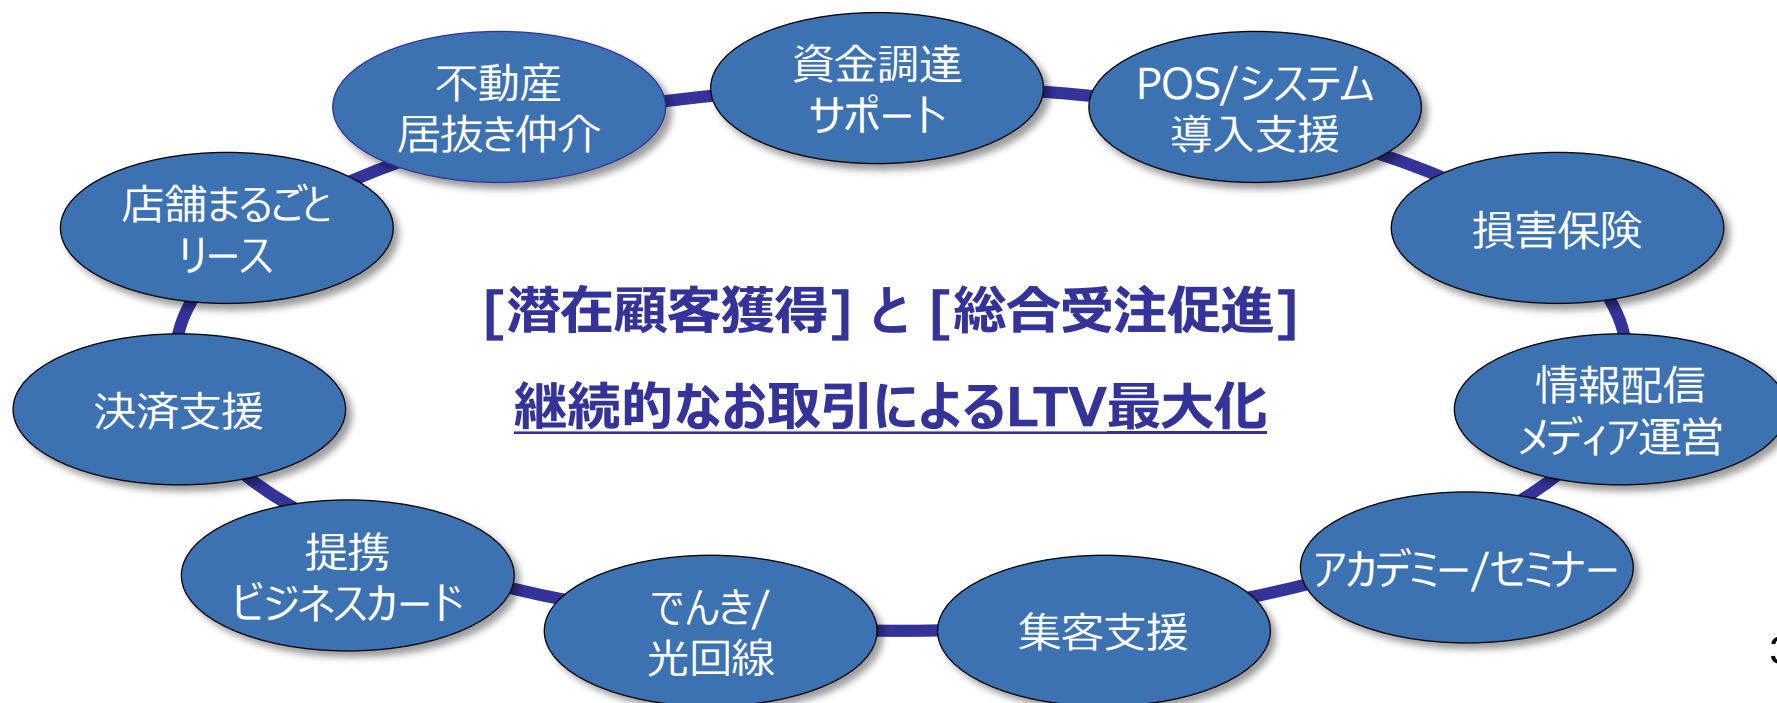 不動産
居抜き仲介
資金調達
サポート
POS/システム
導入支援
店舗まるごと
リース
損害保険
[潜在顧客獲得] と [総合受注促進]
継続的なお取引によるLTV最大化
決済支援
情報配信
メディア運営
提携
ビジネスカード
でんき/
光回線
集客支援
アカデミー/セミナー